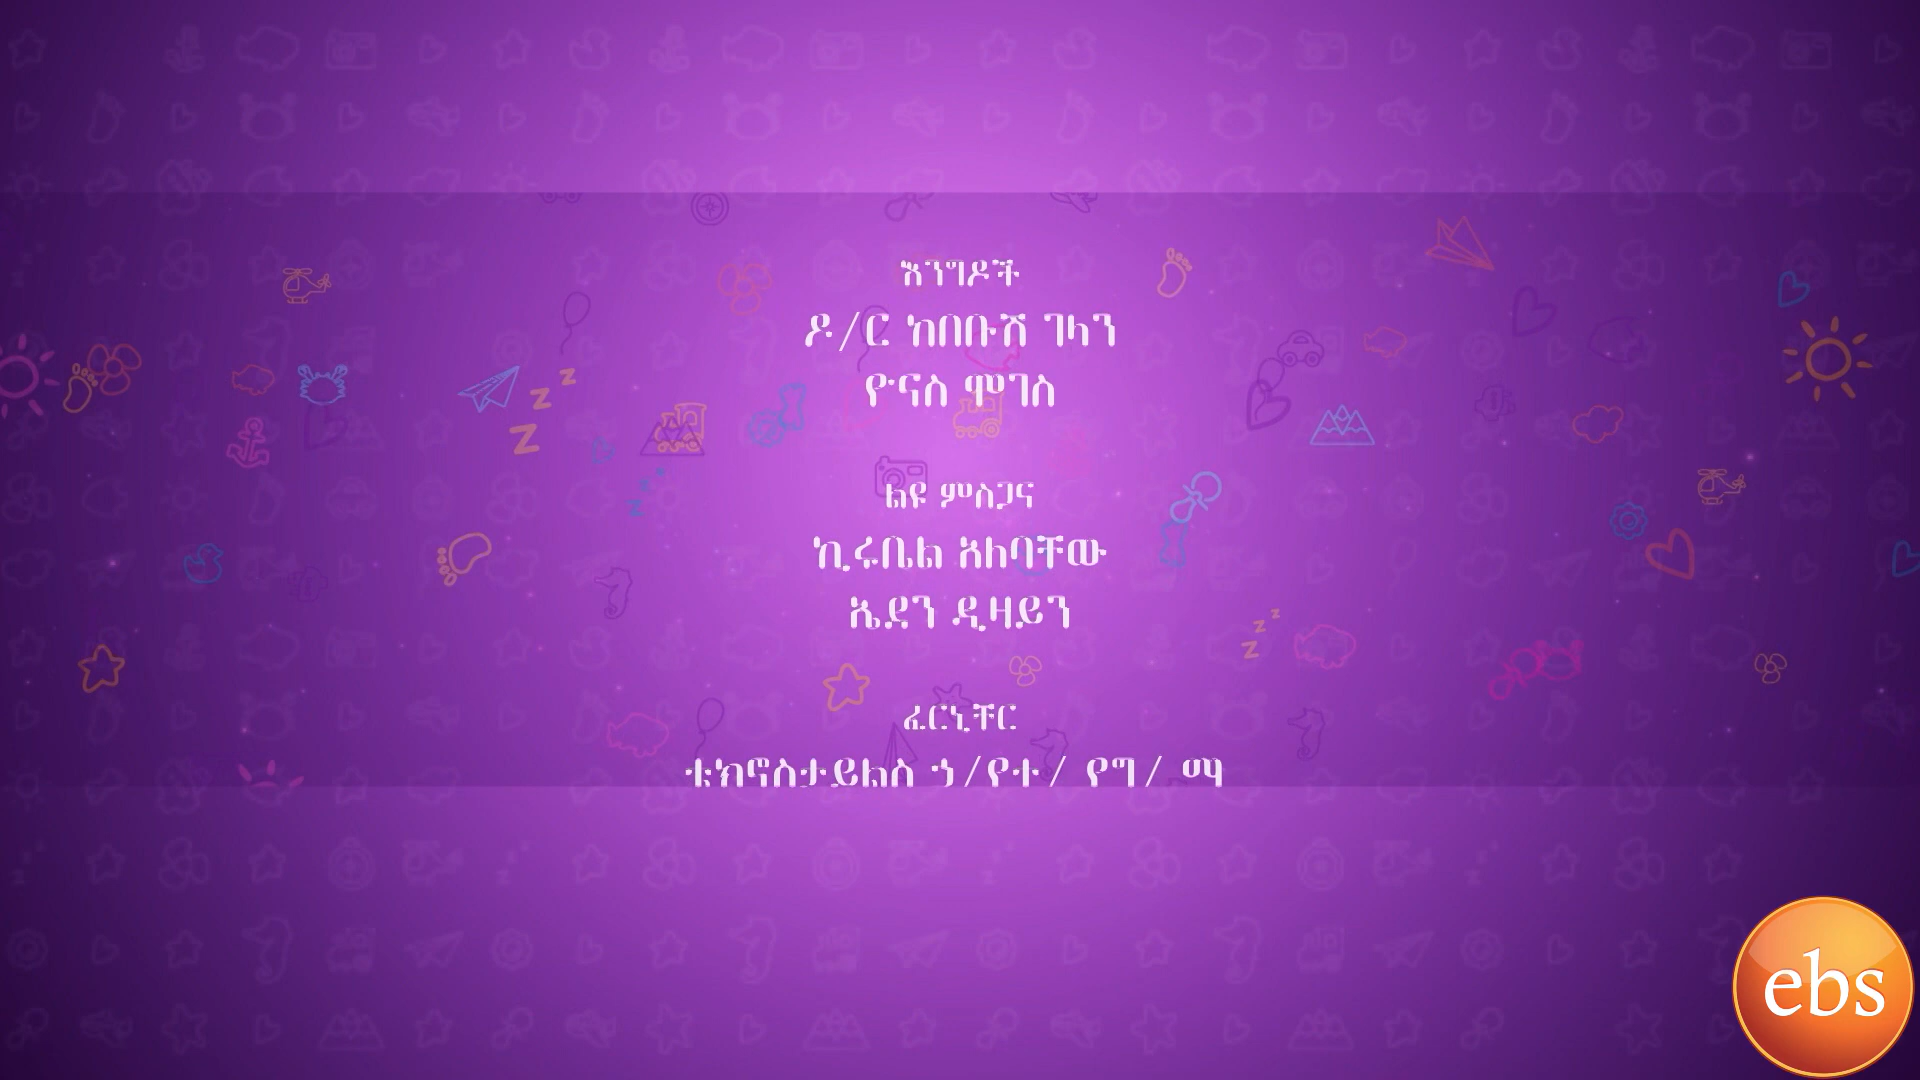 እንግዶች
ዶ/ር ከበቡሽ ገላን
ዮናስ ሞገስ
ልዩ ምስጋና
ኪሩቤል አለባቸው
ኤደን ዲዛይን
ፈርኒቸር
ቴክኖስታይልስ ኃ/የተ/ የግ/ ማ
ebs